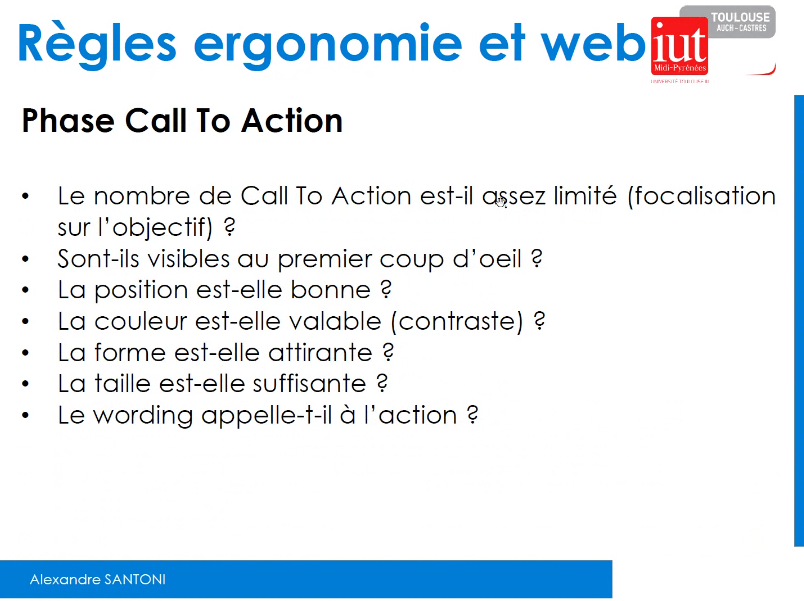 Règles ergonomie et web
iut
Midi-Pyrénées
TOULOUSE
AUCH-CASTRES
Phase Call To Action
• Le nombre de Call To Action est-il assez limité (focalisation
sur l’objectif) ?
• Sont-ils visibles au premier coup d’oeil ?
• La position est-elle bonne ?
• La couleur est-elle valable (contraste) ?
• La forme est-elle attirante ?
• La taille est-elle suffisante ?
• Le wording appelle-t-il à l’action ?
Alexandre SANTONI